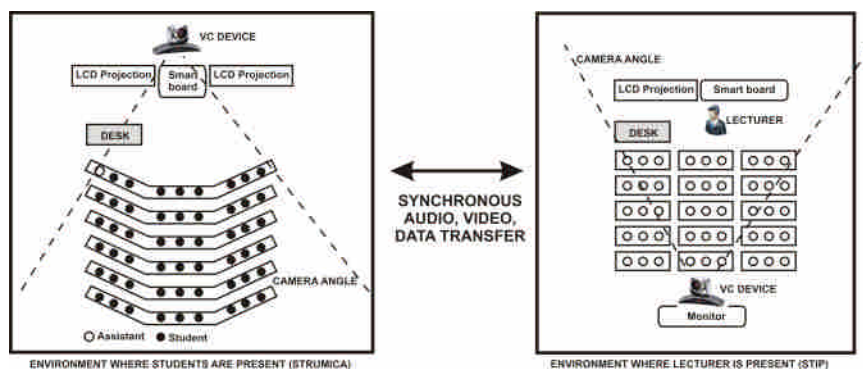 VC DEVICE
LCD Projection
Smart
board
LCD Projection
DESK
CAMERA ANGLE
Assistant
Student
ENVIRONMENT WHERE STUDENTS ARE PRESENT (STRUMICA)
SYNCHRONOUS
AUDIO, VIDEO,
DATA TRANSFER
CAMERA ANGLE
LCD Projection
Smart board
LECTURER
DESK
VC DEVICE
Monitor
ENVIRONMENT WHERE LECTURER IS PRESENT (STIP)